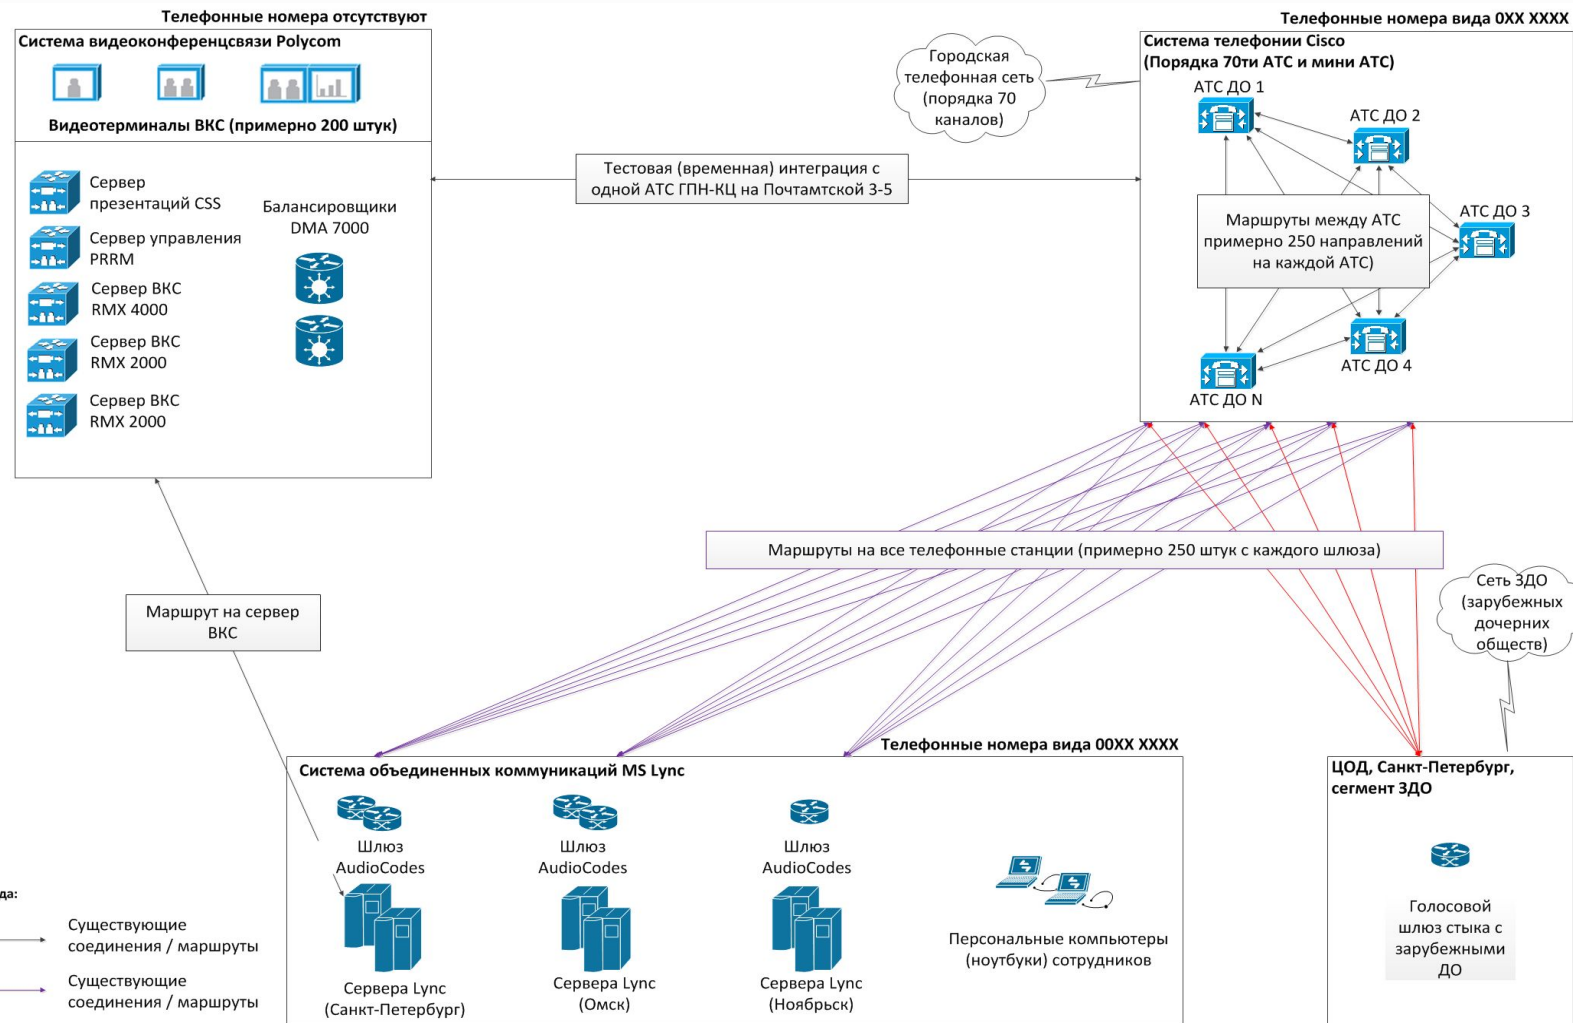 Телефонные номера отсутствуют
Система видеоконференцсвязи Polycom
Видеотерминалы ВКС (примерно 200 штук)
Сервер
презентаций CSS
Сервер управления
PRRM
Сервер ВКС
RMX 4000
Сервер ВКС
RMX 2000
Сервер ВКС
RMX 2000
Балансировщики
DMA 7000
Тестовая (временная) интеграция с
одной АТС ГПН-КЦ на Почтамтской 3-5
Городская
телефонная сеть
(порядка 70
каналов)
Телефонные номера вида 0XX XXXX
Система телефонии Cisco
(Порядка 70ти АТС и мини АТС)
АТС ДО 1
АТС ДО 2
АТС ДО 3
Маршруты между АТС
примерно 250 направлений
на каждой АТС)
АТС ДО 4
АТС ДО N
Маршруты на все телефонные станции (примерно 250 штук с каждого шлюза)
Маршрут на сервер
ВКС
Сеть ЗДО
(зарубежных
дочерних
обществ)
Телефонные номера вида 00XX XXXX
Система объединенных коммуникаций MS Lync
Шлюз
AudioCodes
Шлюз
AudioCodes
Шлюз
AudioCodes
Сервера Lync
(Санкт-Петербург)
Сервера Lync
(Омск)
Сервера Lync
(Ноябрьск)
Персональные компьютеры
(ноутбуки) сотрудников
ЦОД, Санкт-Петербург,
сегмент ЗДО
Голосовой
шлюз стыка с
зарубежными
ДО
да:
Существующие
соединения / маршруты
Существующие
соединения / маршруты